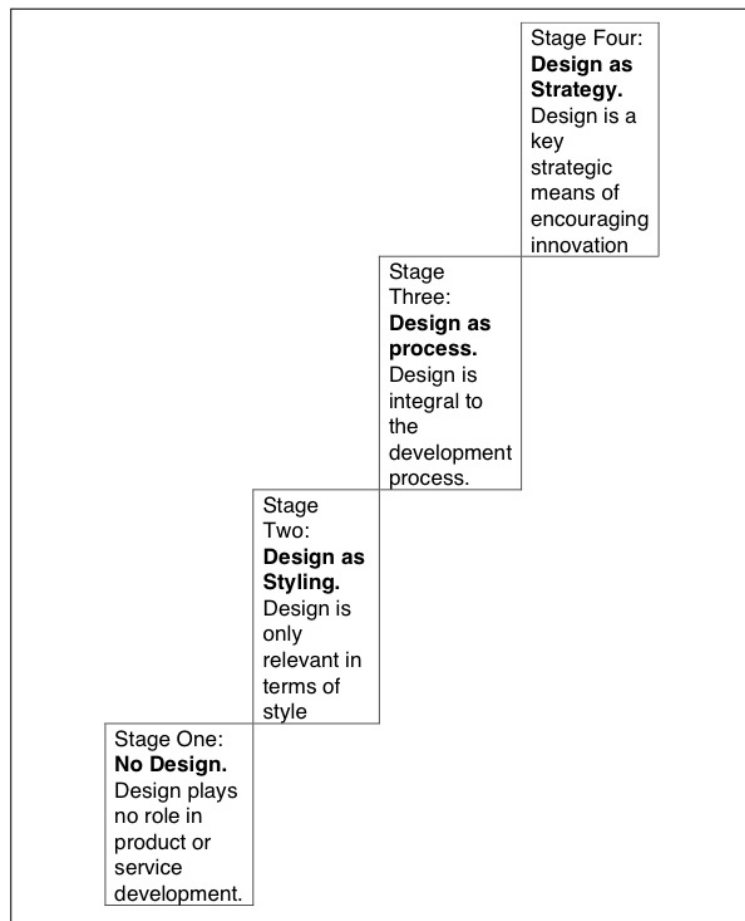 Stage Four:
Design as
Strategy.
Design is a
key
strategic
means of
encouraging
innovation
Stage
Three:
Design as
process.
Design is
integral to
the
development
process.
Stage
Two:
Design as
Styling.
Design is
only
relevant in
terms of
style
Stage One:
No Design.
Design plays
no role in
product or
service
development.